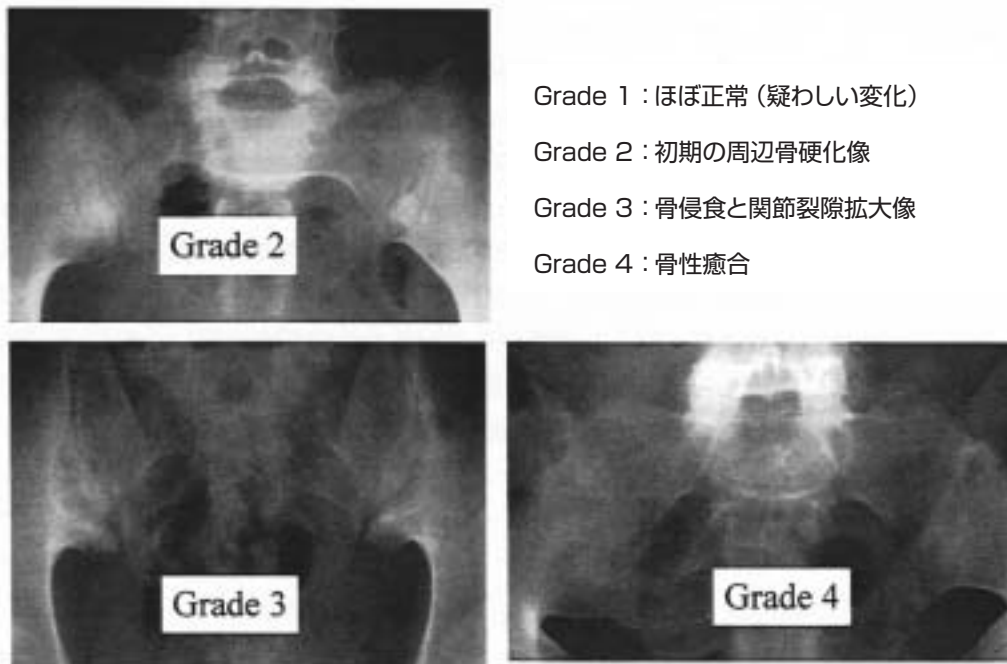 Grade 1：ほぼ正常（疑わしい変化）
Grade 2：初期の周辺骨硬化像
Grade 3：骨侵食と関節裂隙拡大像
Grade 4：骨性癒合
Grade 2
Grade 3
Grade 4